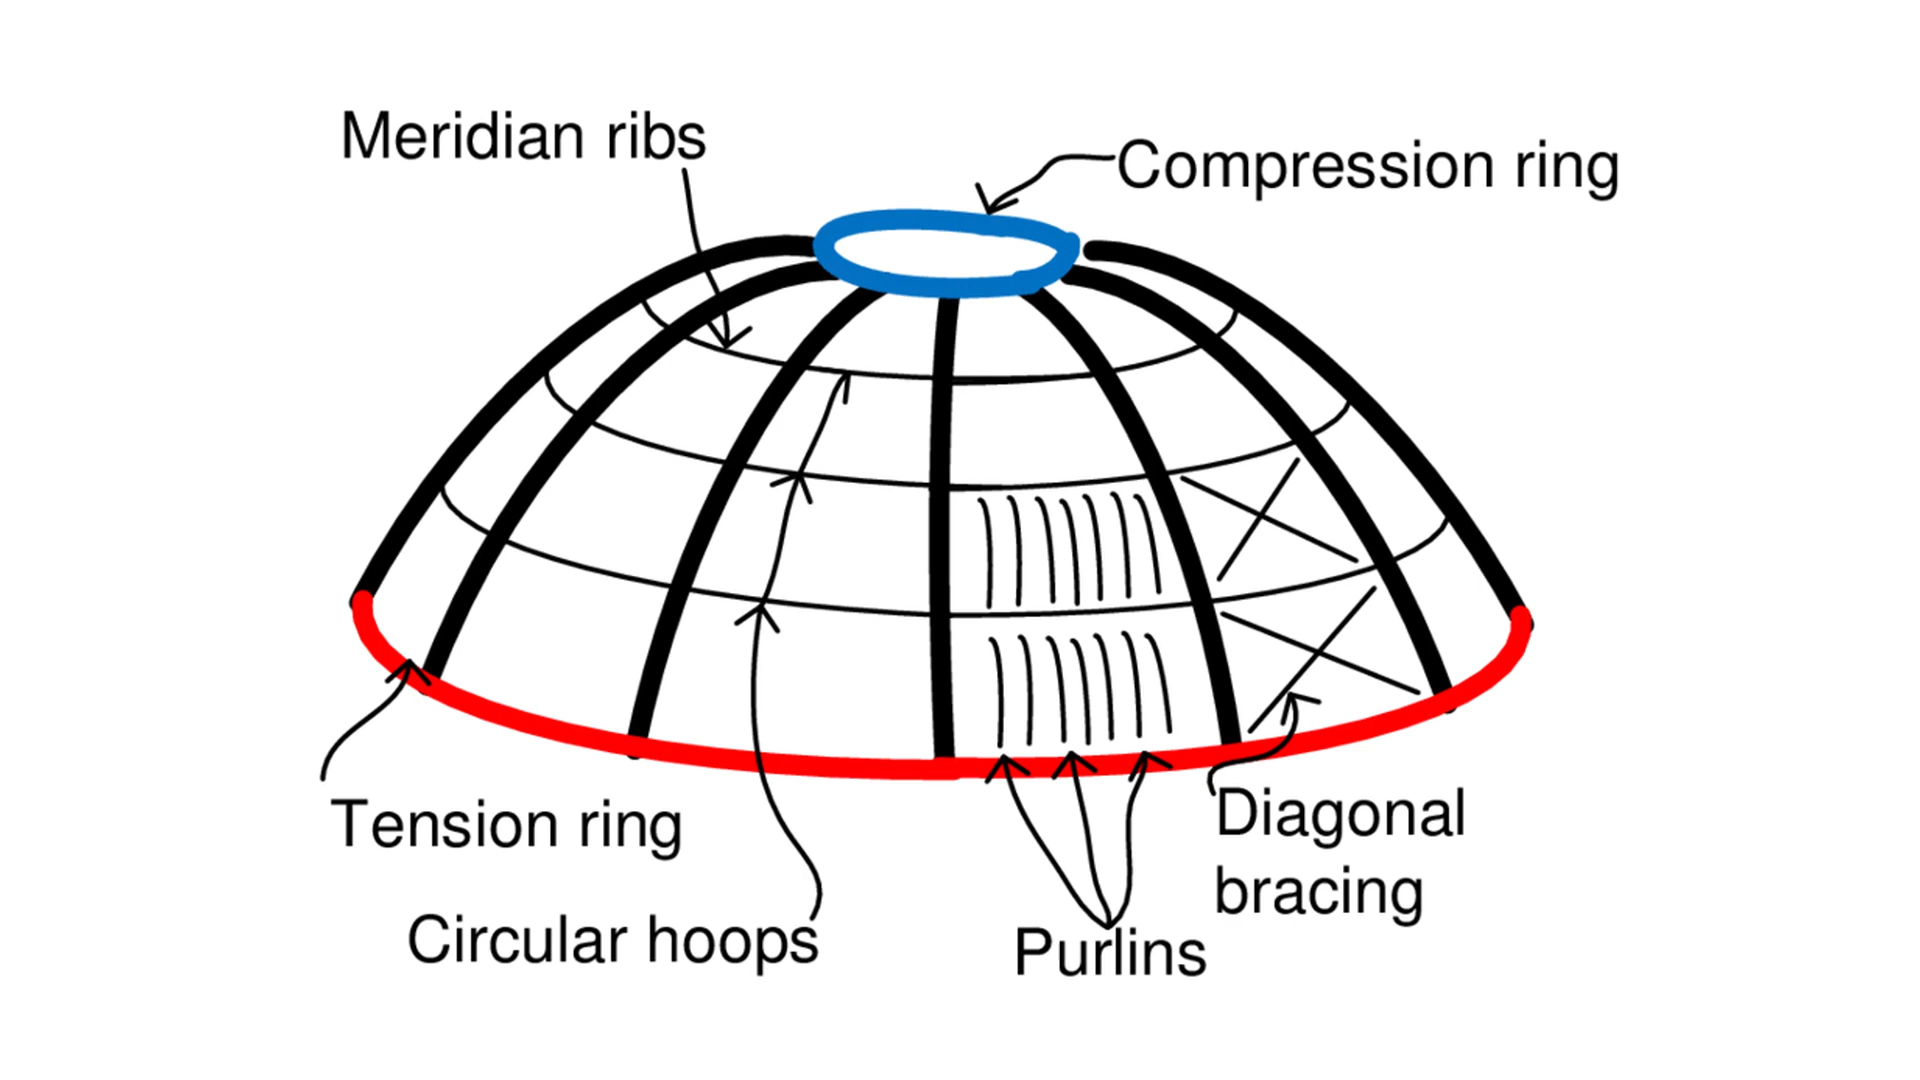 Meridian ribs
Compression ring
Tension ring
Diagonal
bracing
Circular hoops
Purlins